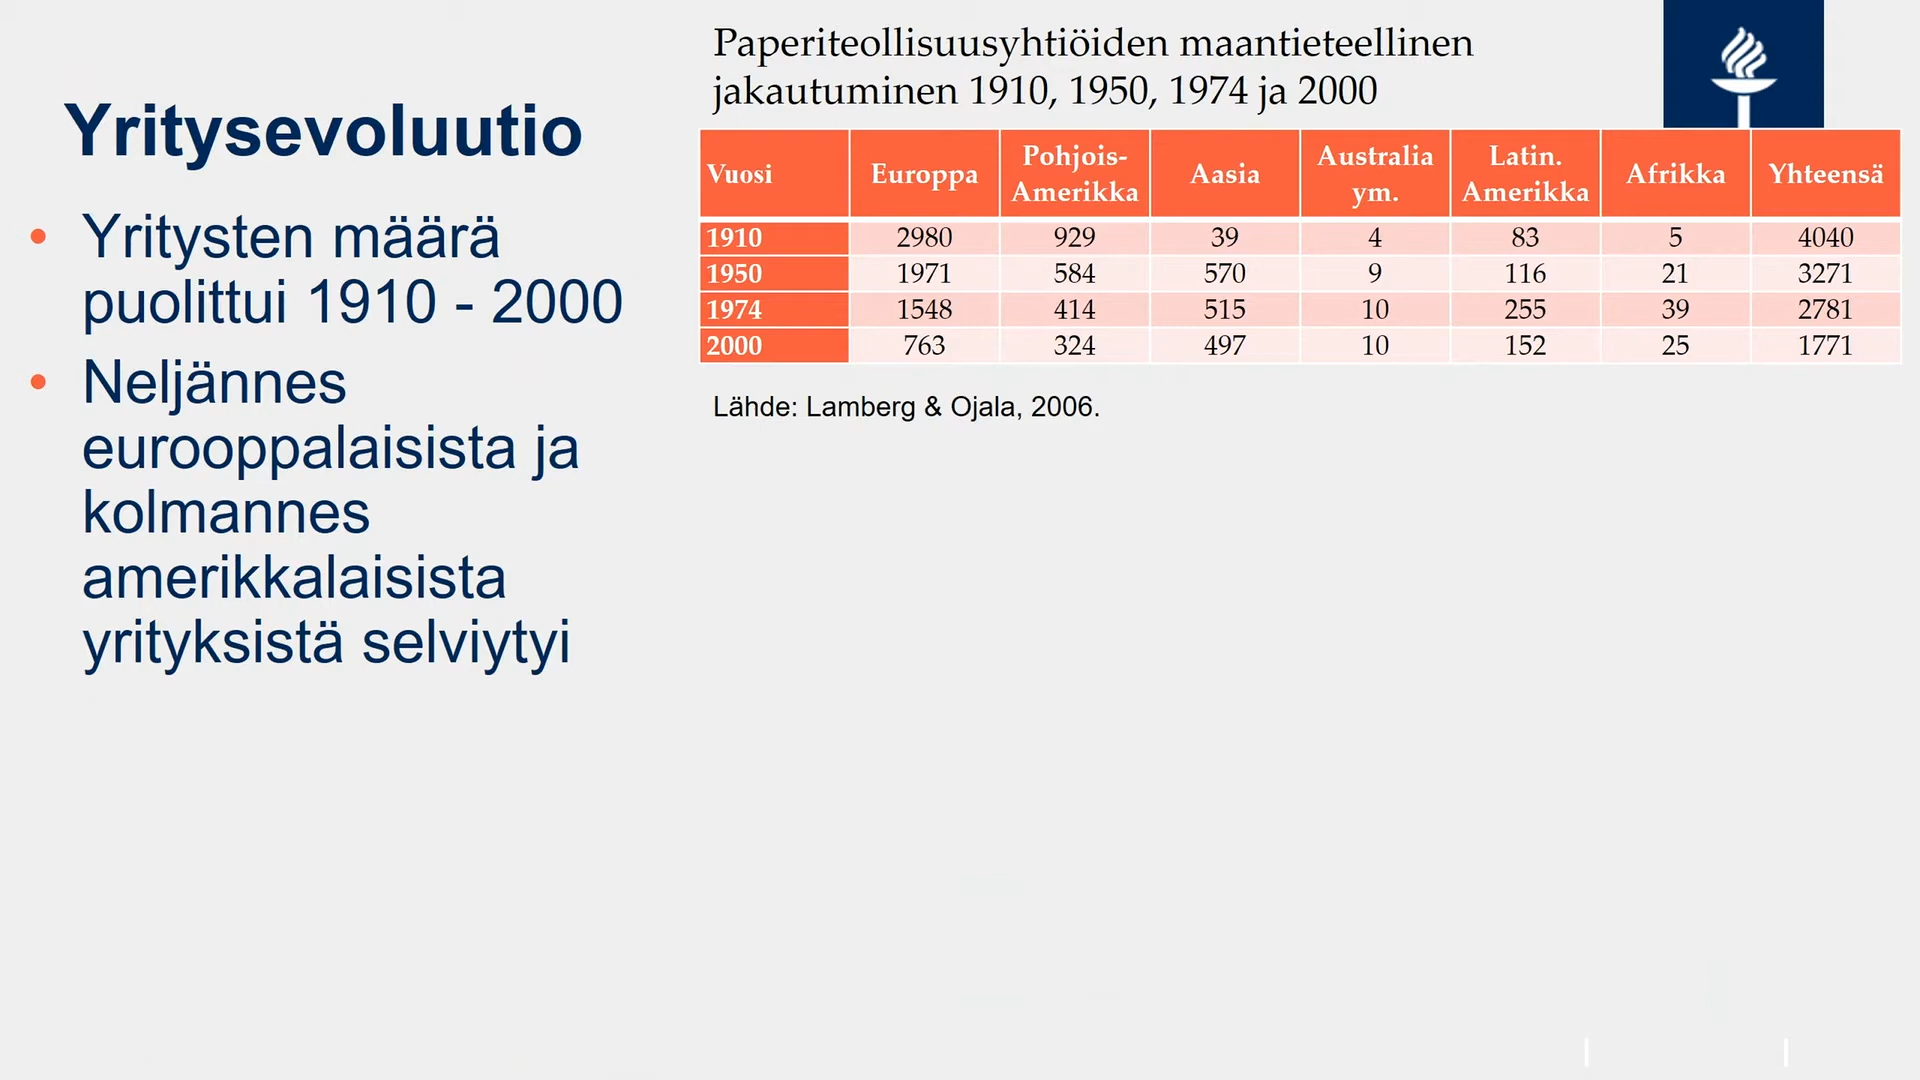 Yritysevoluutio
• Yritysten määrä
puolittui 1910 - 2000
• Neljännes
eurooppalaisista ja
kolmannes
amerikkalaisista
yrityksistä selviytyi
Paperiteollisuusyhtiöiden maantieteellinen
jakautuminen 1910, 1950, 1974 ja 2000
Vuosi Europpa Pohjois-Amerikka Aasia Australia ym. Latin. Amerikka Afrikka Yhteensä
1910 2980 929 39 4 83 5 4040
1950 1971 584 570 9 116 21 3271
1974 1548 414 515 10 255 39 2781
2000 763 324 497 10 152 25 1771
Lähde: Lamberg & Ojala, 2006.